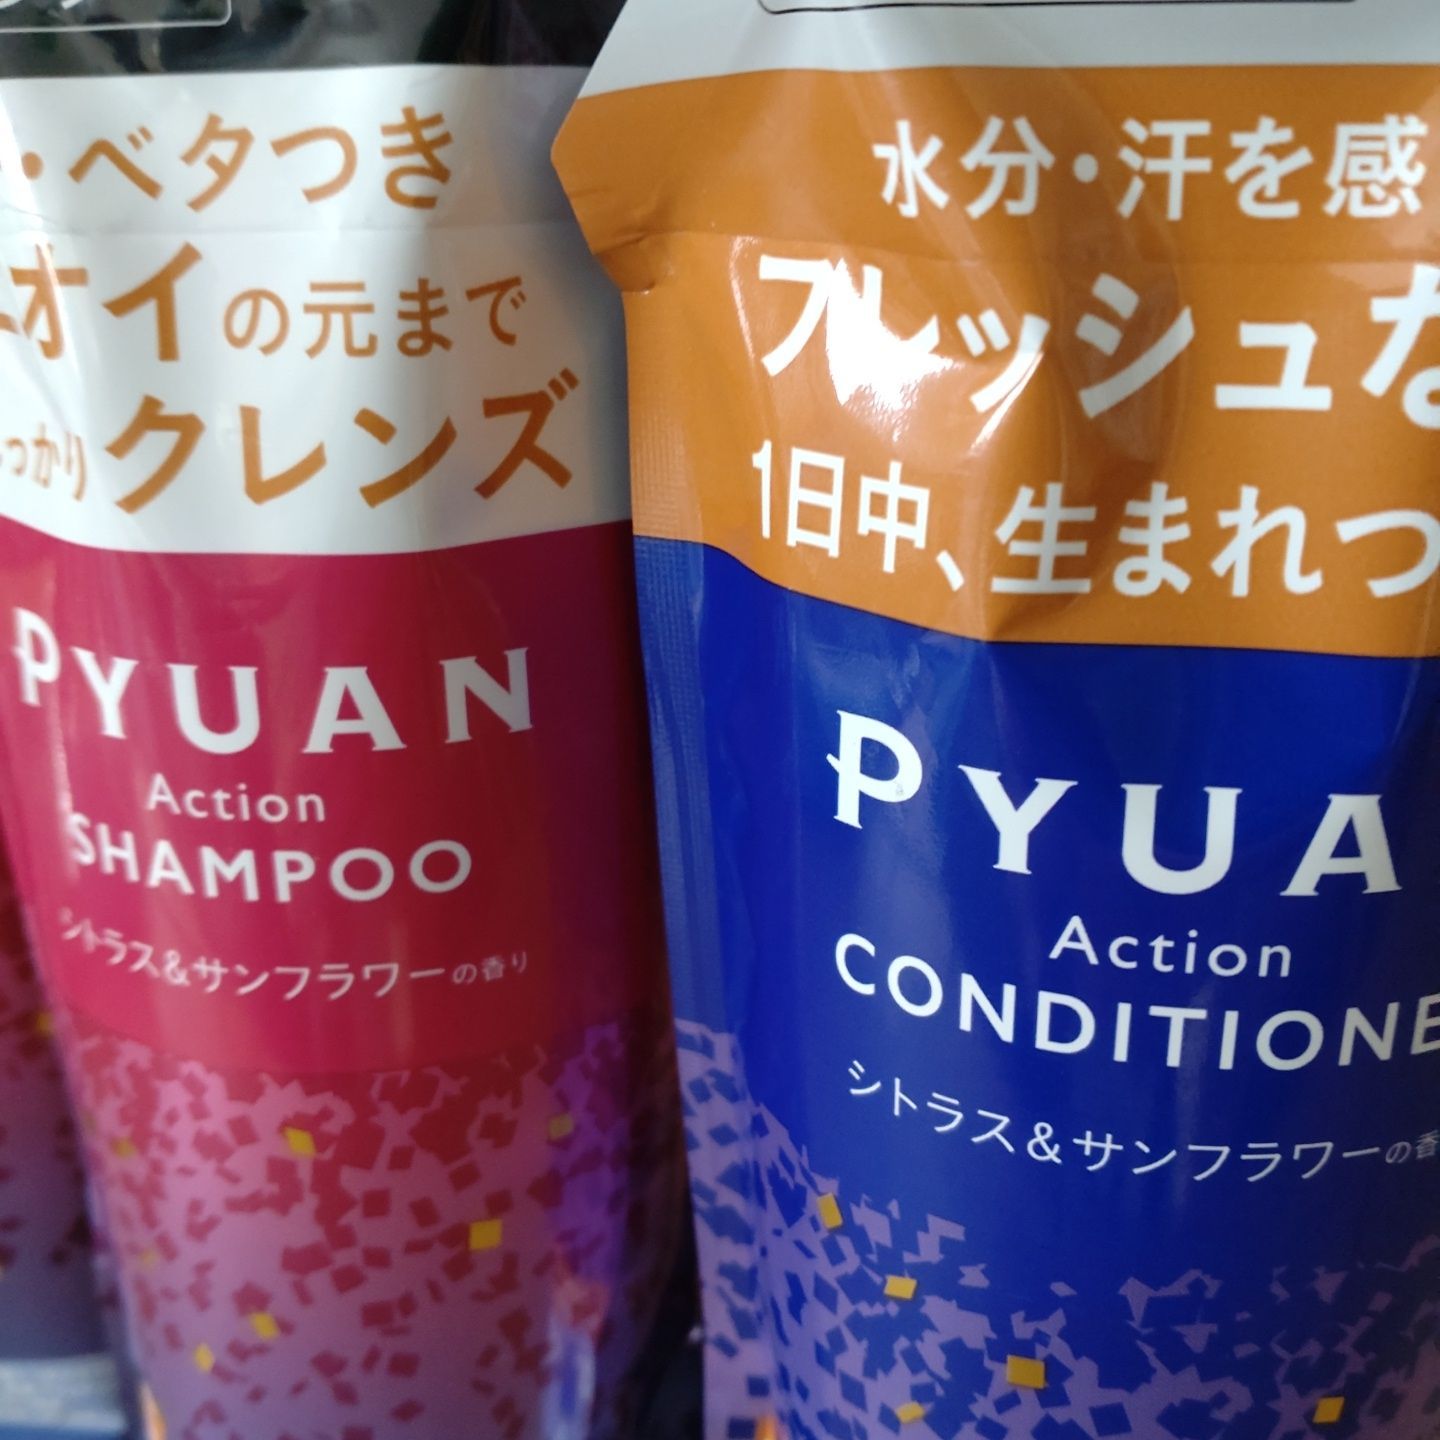 ・ベタつき
オイの元まで
っかりクレンズ
PYUAN
Action
SHAMPOO
シトラス&サンフラワーの香り
水分・汗を感
フレッシュな
1日中、生まれつ
PYUA
Action
CONDITIONE
シトラス&サンフラワーの香